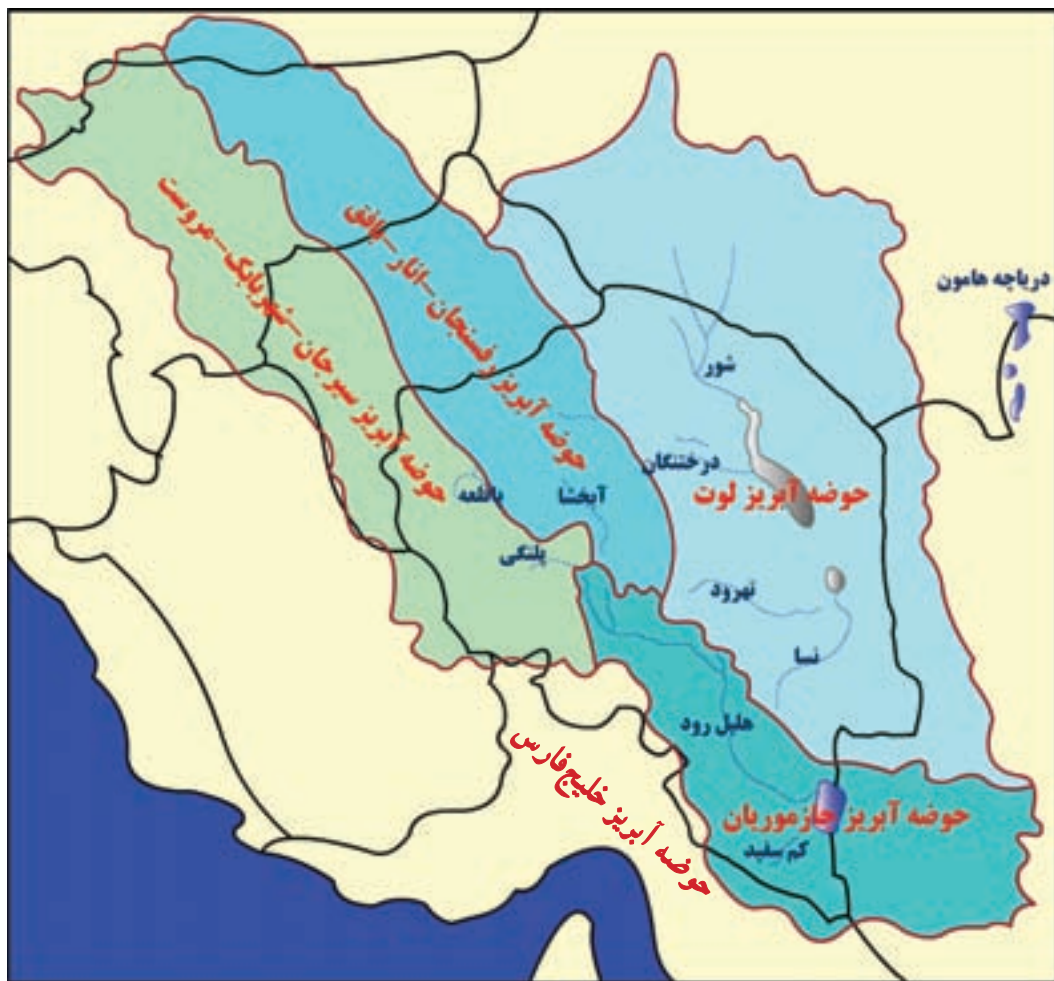 دریاچه هامون
حوضه آبریز سیرجان–شهربابک–مروست
حوضه آبریز رفسنجان–انار–بافق
شور
درختنگان
حوضه آبریز لوت
آبخشا
پلنگی
نهرود
نسا
هلیل رود
حوضه آبریز خلیج فارس
حوضه آبریز جازموریان
کم سفید